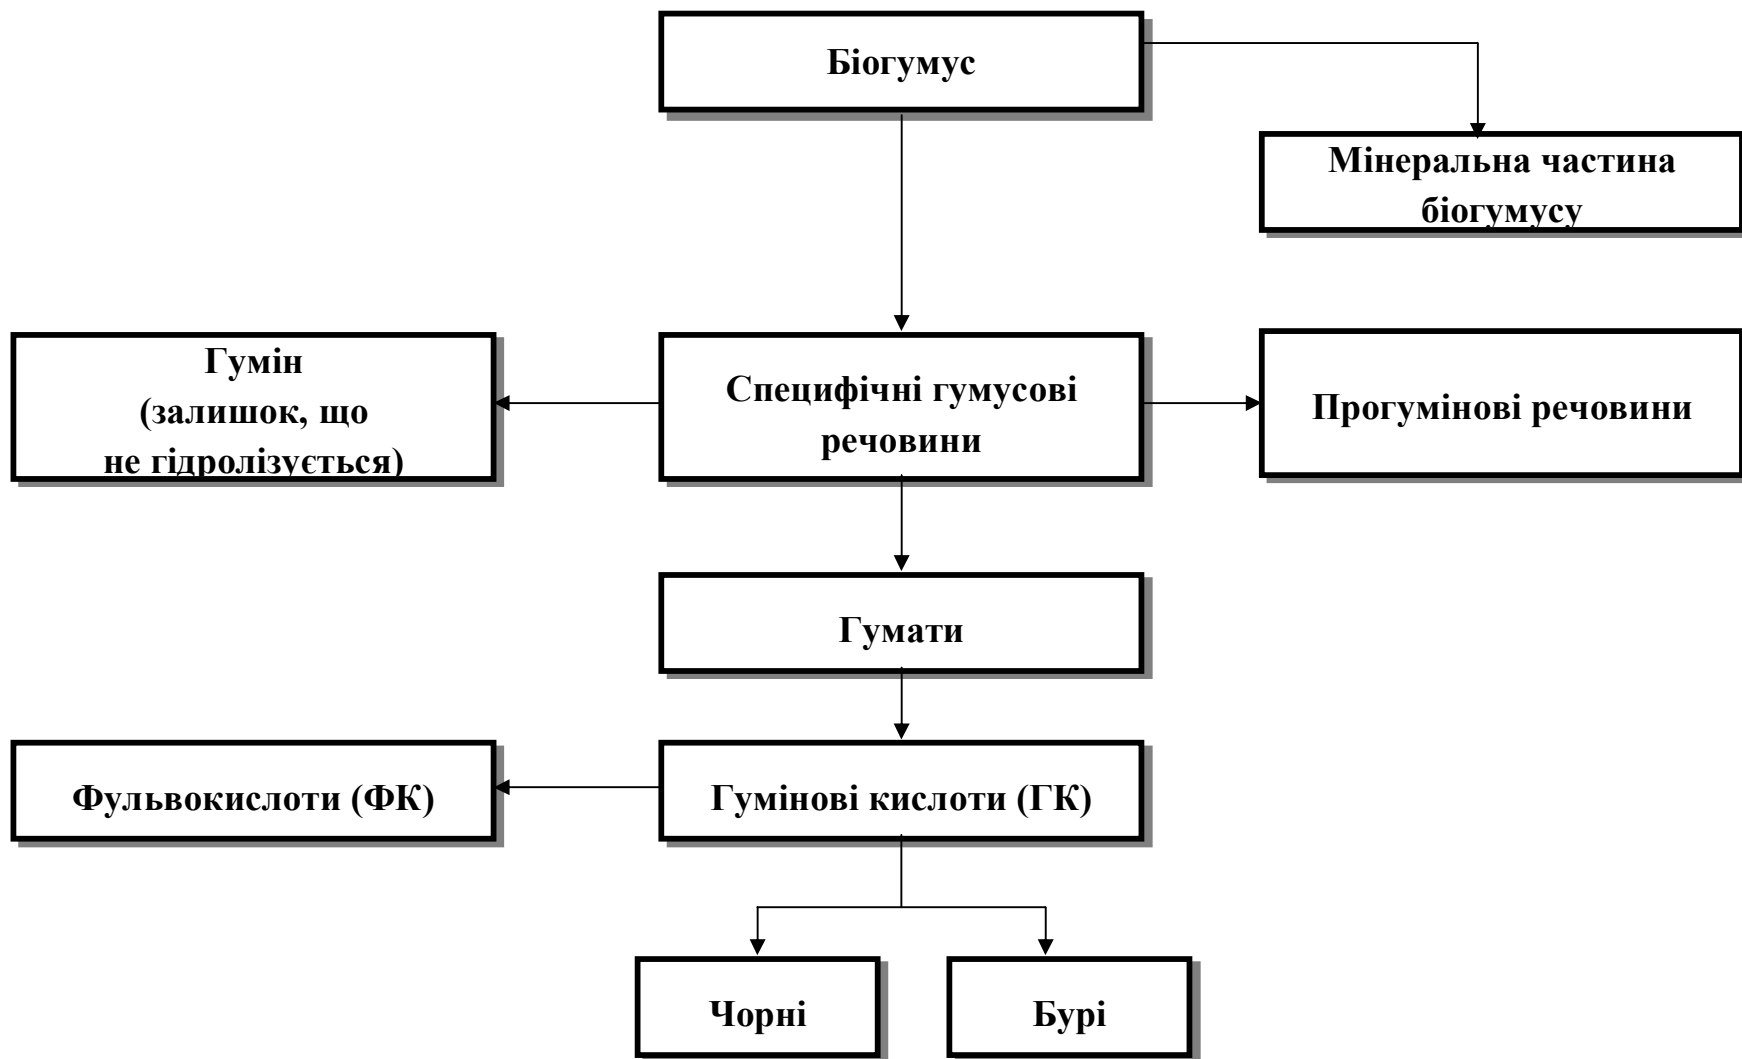 Біогумус
Мінеральна частина
біогумусу
Гумін
(залишок, що
не гідролізується)
Специфічні гумусові
речовини
Прогумінові речовини
Гумати
Фульвокислоти (ФК)
Гумінові кислоти (ГК)
Чорні
Бурі